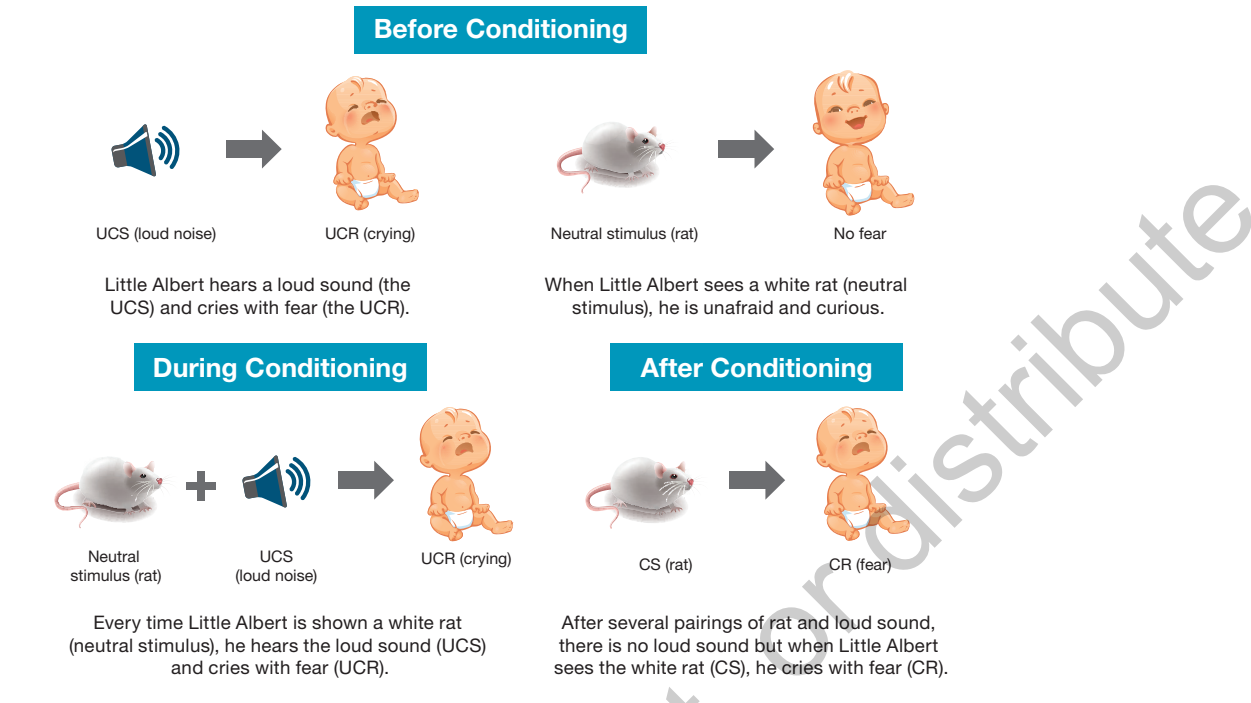 Before Conditioning
UCS (loud noise)
UCR (crying)
Neutral stimulus (rat)
No fear
Little Albert hears a loud sound (the
UCS) and cries with fear (the UCR).
When Little Albert sees a white rat (neutral
stimulus), he is unafraid and curious.
During Conditioning
After Conditioning
Neutral
stimulus (rat)
UCS
(loud noise)
UCR (crying)
CS (rat)
CR (fear)
Every time Little Albert is shown a white rat
(neutral stimulus), he hears the loud sound (UCS)
and cries with fear (UCR).
After several pairings of rat and loud sound,
there is no loud sound but when Little Albert
sees the white rat (CS), he cries with fear (CR).
or distribute